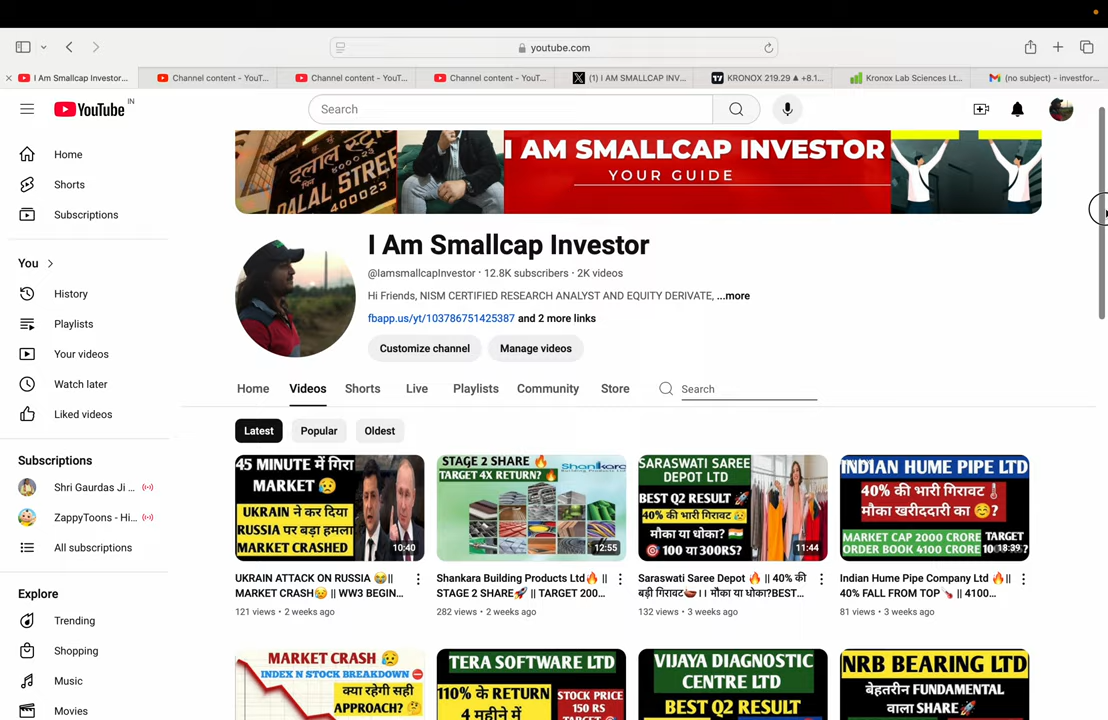 youtube.com
I Am Smallcap Investor...
Channel content - YouT...
Channel content - YouT...
Channel content - YouT...
(1) I AM SMALLCAP INV...
KRONOX 219.29 ▲ +8.1...
Kronox Lab Sciences Lt...
(no subject) - investfor...
YouTube IN
Search
Home
Shorts
Subscriptions
You
History
Playlists
Your videos
Watch later
Liked videos
Subscriptions
Shri Gaurdas Ji ...
ZappyToons - Hi...
All subscriptions
Explore
Trending
Shopping
Music
Movies
दलाल स्ट्रीट
DALAL STREE
400023
I AM SMALLCAP INVESTOR
YOUR GUIDE
I Am Smallcap Investor
@IamsmallcapInvestor · 12.8K subscribers · 2K videos
Hi Friends, NISM CERTIFIED RESEARCH ANALYST AND EQUITY DERIVATE, ...more
fbapp.us/yt/103786751425387 and 2 more links
Customize channel
Manage videos
Home
Videos
Shorts
Live
Playlists
Community
Store
Search
Latest
Popular
Oldest
45 MINUTE में गिरा
MARKET 😥
UKRAIN ने कर दिया
RUSSIA पर बड़ा हमला
MARKET CRASHED
10:40
UKRAIN ATTACK ON RUSSIA 😭||
MARKET CRASH😥 || WW3 BEGIN...
121 views · 2 weeks ago
STAGE 2 SHARE 🔥
TARGET 4X RETURN?🔥
Shankara
Building Products Ltd
12:55
Shankara Building Products Ltd🔥 ||
STAGE 2 SHARE🚀 || TARGET 200...
282 views · 2 weeks ago
SARASWATI SAREE
DEPOT LTD
BEST Q2 RESULT 🚀
40% की भारी गिरावट 😥
मौका या धोका? 🇮🇳
🎯 100 या 300RS?
11:44
Saraswati Saree Depot 🔥 || 40% की
132 views · 3 weeks ago
INDIAN HUME PIPE LTD
40% की भारी गिरावट 🌡
मौका खरीददारी का ☺?
MARKET CAP 2000 CRORE
ORDER BOOK 4100 CRORE
TARGET
18:39
Indian Hume Pipe Company Ltd 🔥||
40% FALL FROM TOP 🌡 || 4100...
81 views · 3 weeks ago
MARKET CRASH 😥
INDEX N STOCK BREAKDOWN ⛔
क्या रहेगी सही
APPROACH?🤔
TERA SOFTWARE LTD
110% के RETURN
4 महीने में
STOCK PRICE
150 RS
VIJAYA DIAGNOSTIC
CENTRE LTD
BEST Q2 RESULT
NRB BEARING LTD
बेहतरीन FUNDAMENTAL
वाला SHARE🚀